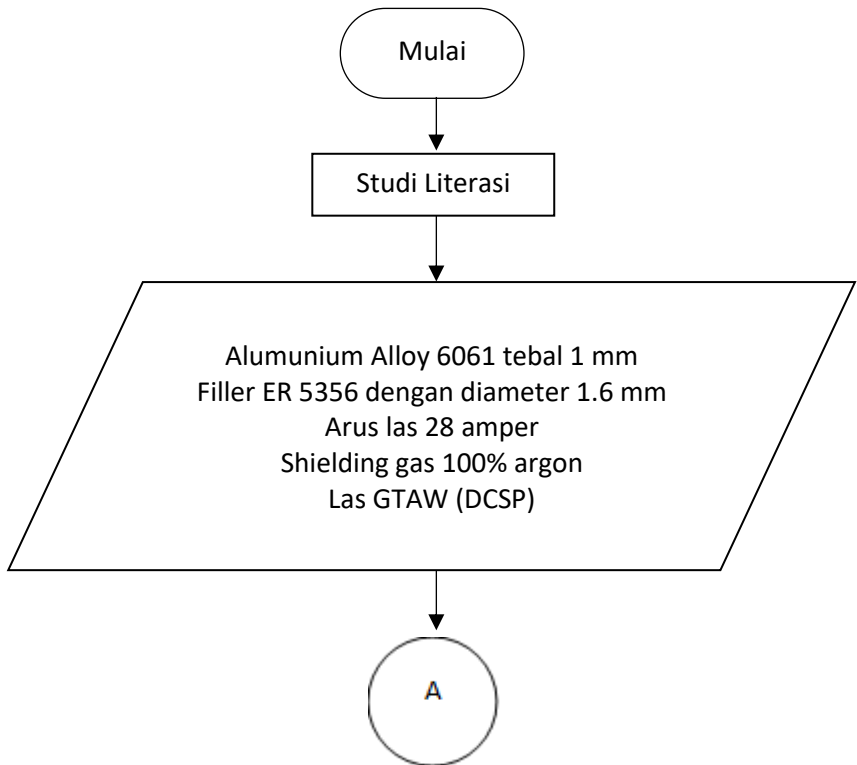 Mulai
Studi Literasi
Alumunium Alloy 6061 tebal 1 mm
Filler ER 5356 dengan diameter 1.6 mm
Arus las 28 amper
Shielding gas 100% argon
Las GTAW (DCSP)
A